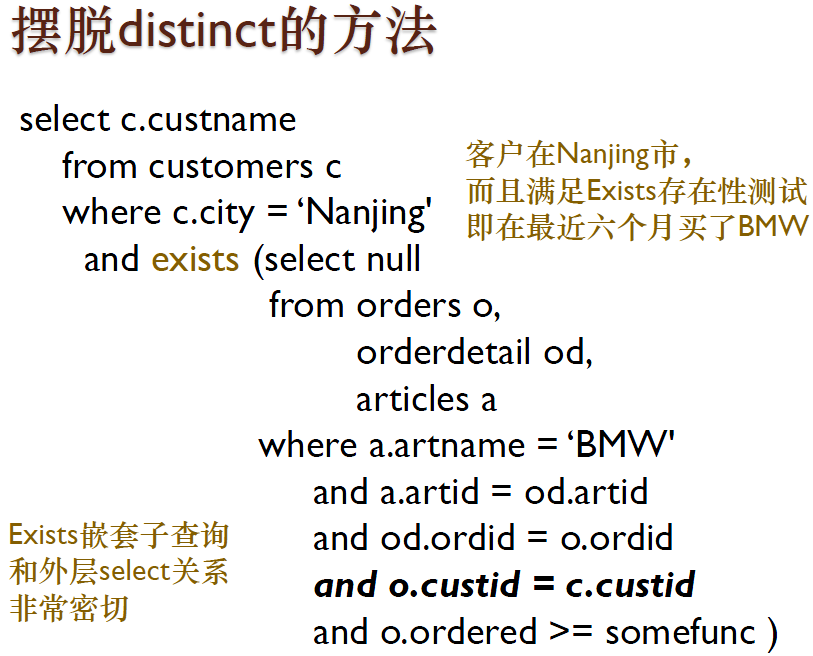 摆脱distinct的方法
select c.custname
from customers c
where c.city = ‘Nanjing'
and exists (select null
from orders o,
orderdetail od,
articles a
where a.artname = ‘BMW'
and a.artid = od.artid
and od.ordid = o.ordid
and o.custid = c.custid
and o.ordered >= somefunc )
客户在Nanjing市，
而且满足Exists存在性测试
即在最近六个月买了BMW
Exists嵌套子查询
和外层select关系
非常密切